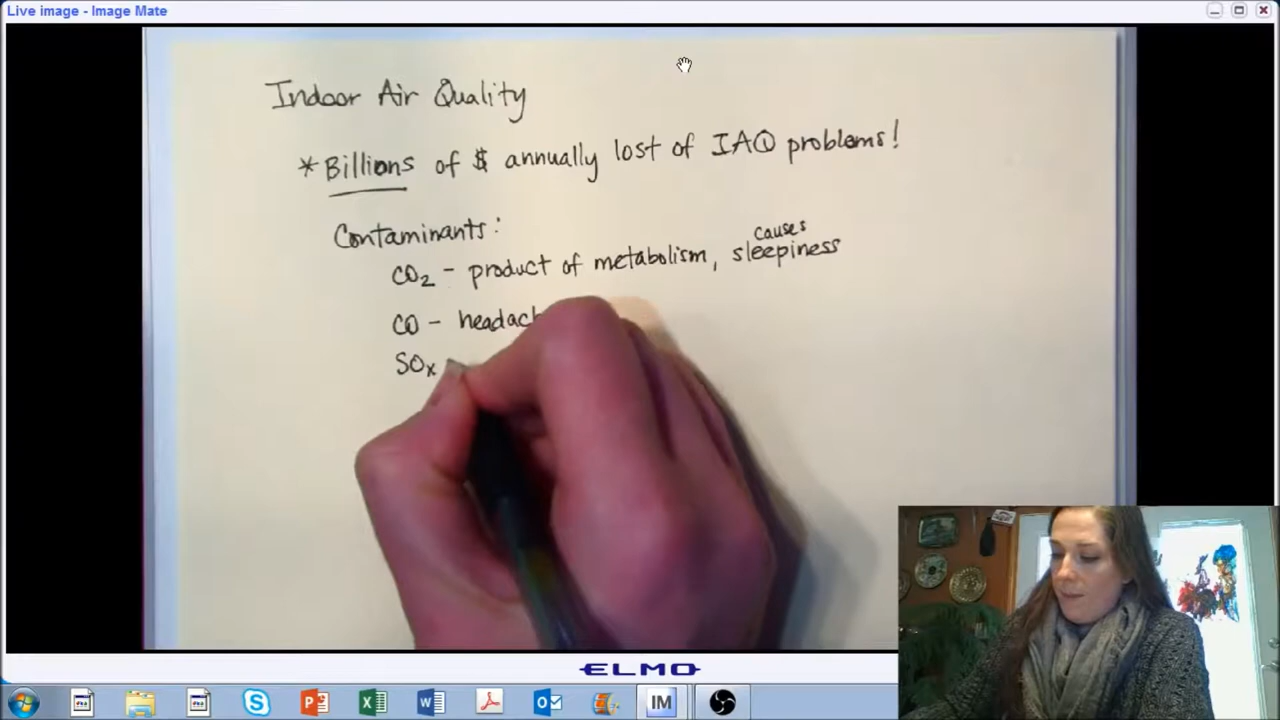 Live image - Image Mate
Indoor Air Quality
* Billions of $ annually lost of IAQ problems!
Contaminants:
causes
CO2 - product of metabolism, sleepiness
CO - headach
SOx
ELMO
IM